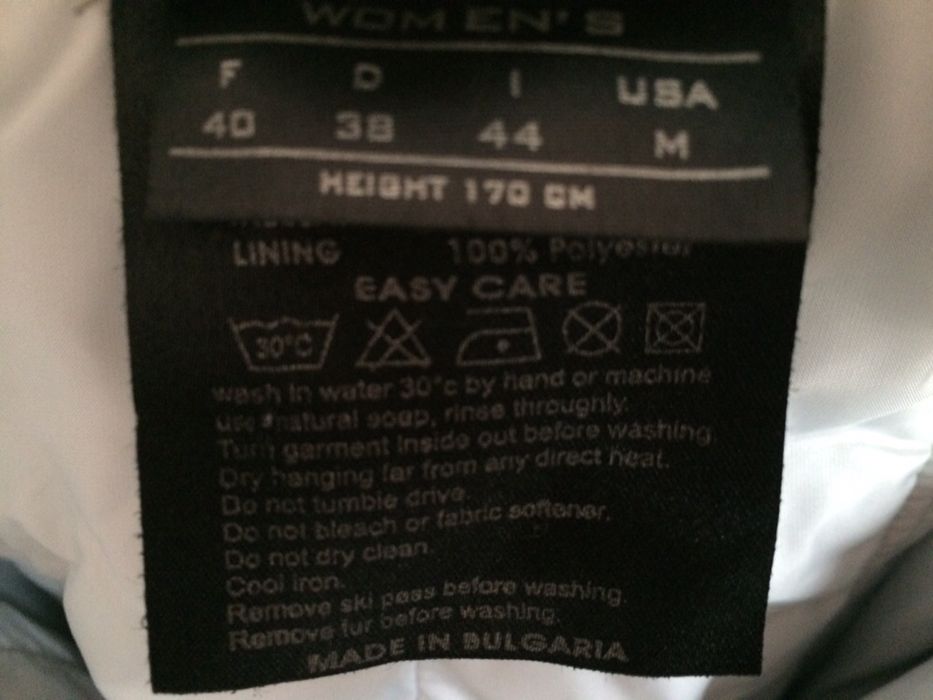 WOMEN'S
F D I USA
40 38 44 M
HEIGHT 170 CM
LINING 100% Polyester
EASY CARE
30°C
wash in water 30°c by hand or machine
use natural soap, rinse throughly.
Turn garment inside out before washing.
Dry hanging far from any direct heat.
Do not tumble drive.
Do not bleach or fabric softener.
Do not dry clean.
Cool iron.
Remove ski pass before washing.
Remove fur before washing.
MADE IN BULGARIA